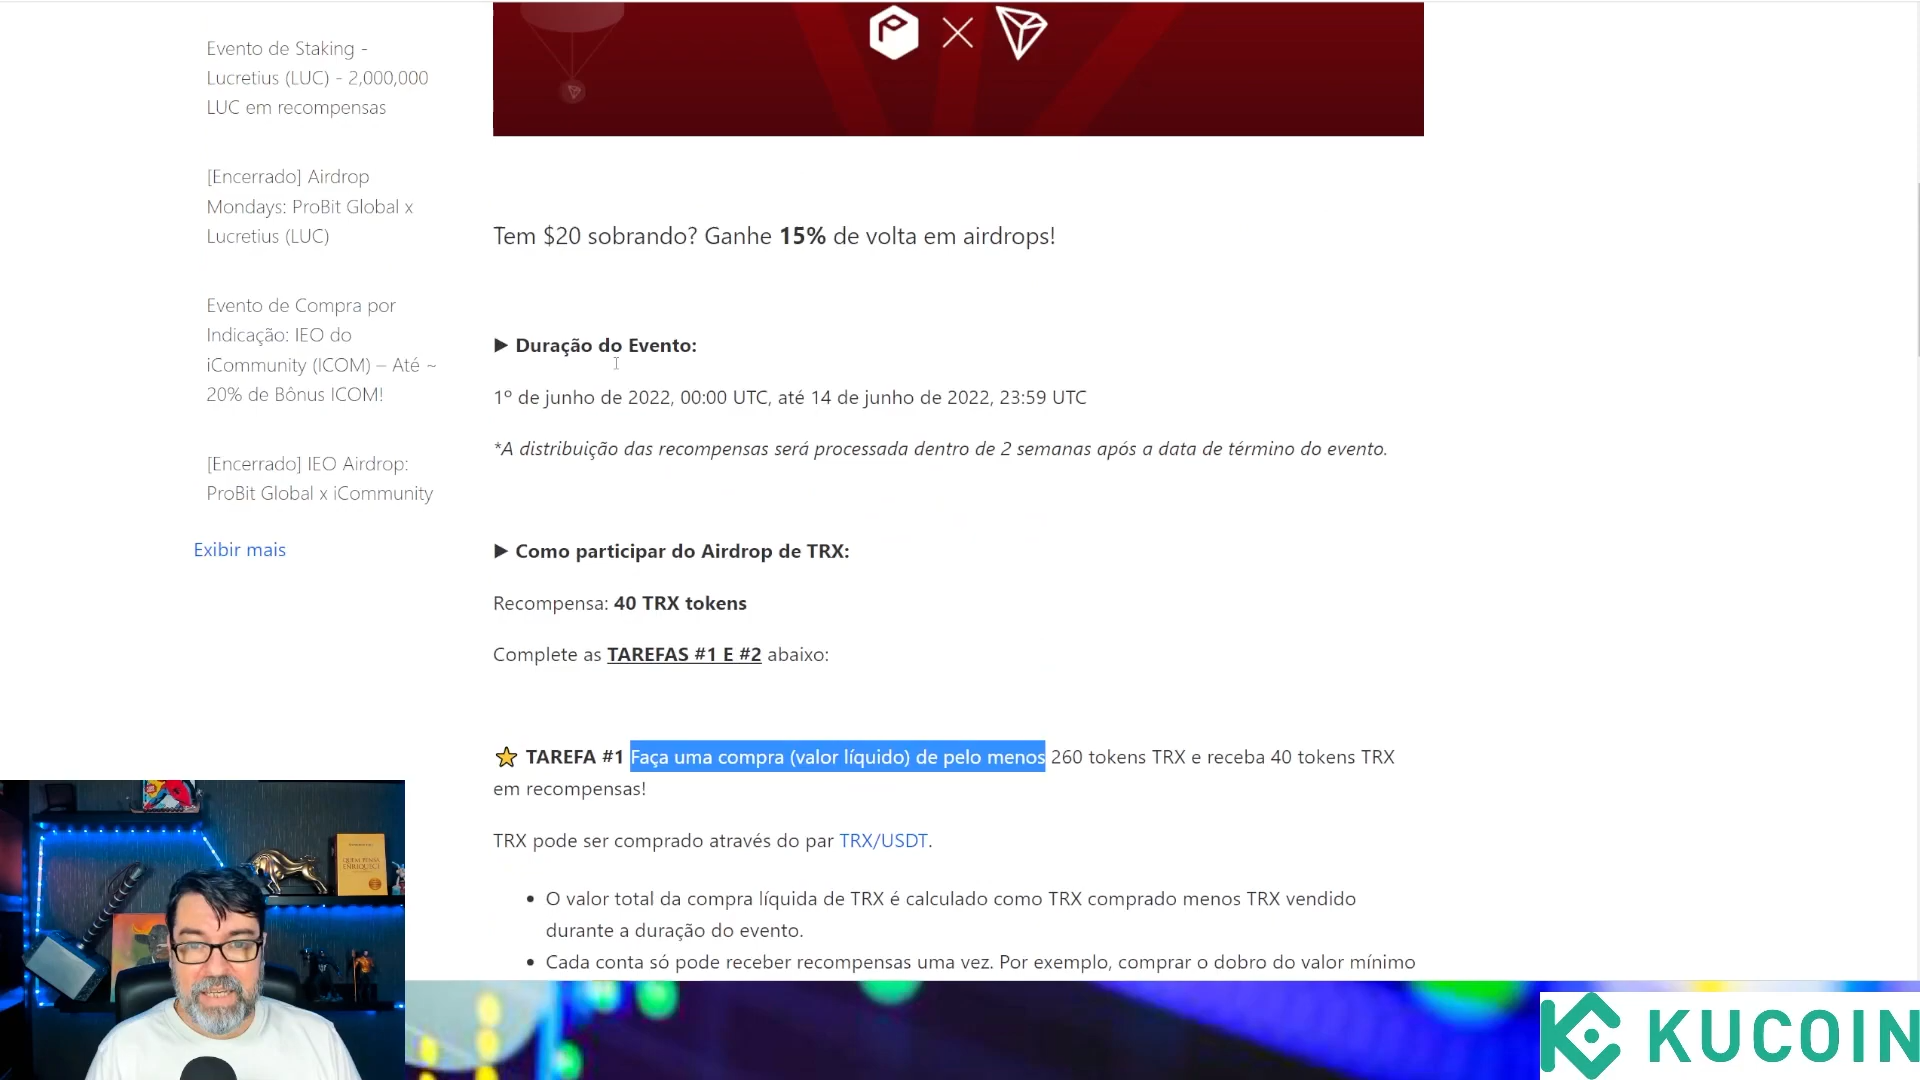 Evento de Staking -
Lucretius (LUC) - 2,000,000
LUC em recompensas
[Encerrado] Airdrop
Mondays: ProBit Global x
Lucretius (LUC)
Evento de Compra por
Indicação: IEO do
iCommunity (ICOM) – Até ~
20% de Bônus ICOM!
[Encerrado] IEO Airdrop:
ProBit Global x iCommunity
Exibir mais
Tem $20 sobrando? Ganhe 15% de volta em airdrops!
▶ Duração do Evento:
1º de junho de 2022, 00:00 UTC, até 14 de junho de 2022, 23:59 UTC
*A distribuição das recompensas será processada dentro de 2 semanas após a data de término do evento.
▶ Como participar do Airdrop de TRX:
Recompensa: 40 TRX tokens
Complete as TAREFAS #1 E #2 abaixo:
⭐ TAREFA #1 Faça uma compra (valor líquido) de pelo menos 260 tokens TRX e receba 40 tokens TRX
em recompensas!
TRX pode ser comprado através do par TRX/USDT.
• O valor total da compra líquida de TRX é calculado como TRX comprado menos TRX vendido
durante a duração do evento.
• Cada conta só pode receber recompensas uma vez. Por exemplo, comprar o dobro do valor mínimo
QUEM PENSA
ENRIQUECE
KUCOIN